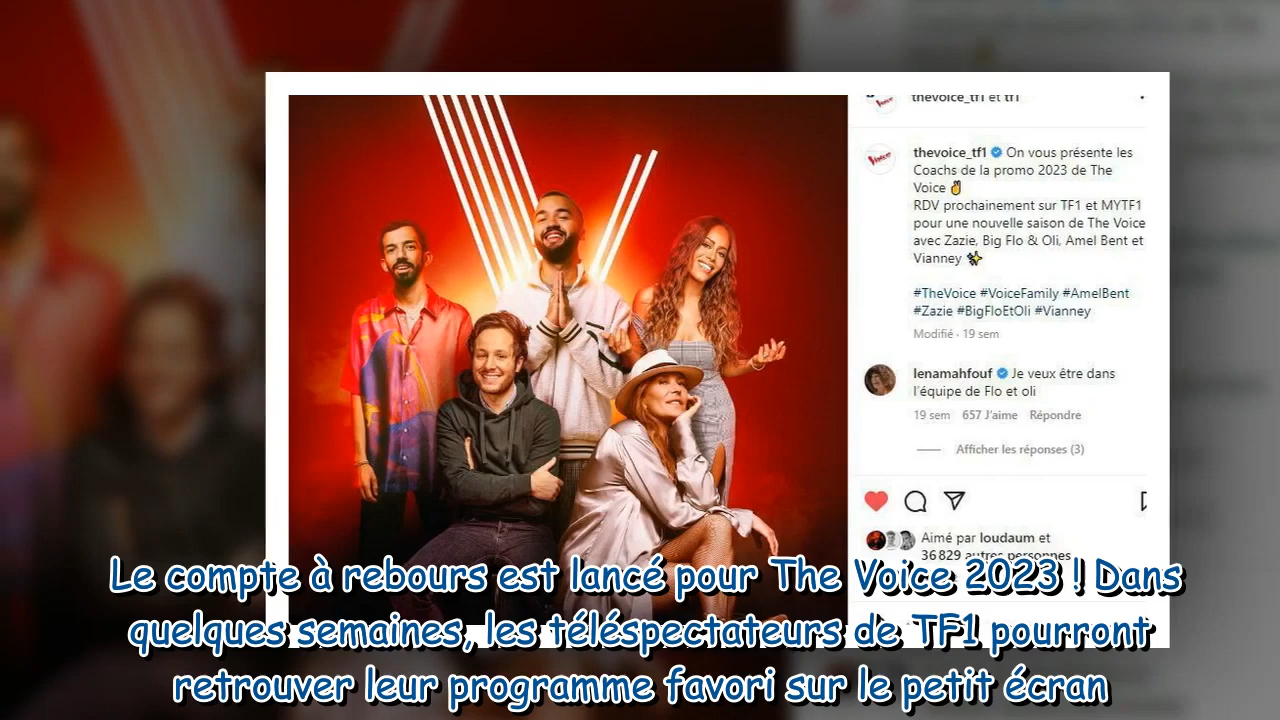 thevoice_tf1 et tf1
Voice
thevoice_tf1 On vous présente les
Coachs de la promo 2023 de The
Voice ✌
RDV prochainement sur TF1 et MYTF1
pour une nouvelle saison de The Voice
avec Zazie, Big Flo & Oli, Amel Bent et
Vianney ✨
#TheVoice #VoiceFamily #AmelBent
#Zazie #BigFloEtOli #Vianney
Modifié · 19 sem
lenamahfouf Je veux être dans
l'équipe de Flo et oli
19 sem 657 J'aime Répondre
Afficher les réponses (3)
Aimé par loudaum et
36 829 autres personnes
Le compte à rebours est lancé pour The Voice 2023 ! Dans
quelques semaines, les téléspectateurs de TF1 pourront
retrouver leur programme favori sur le petit écran